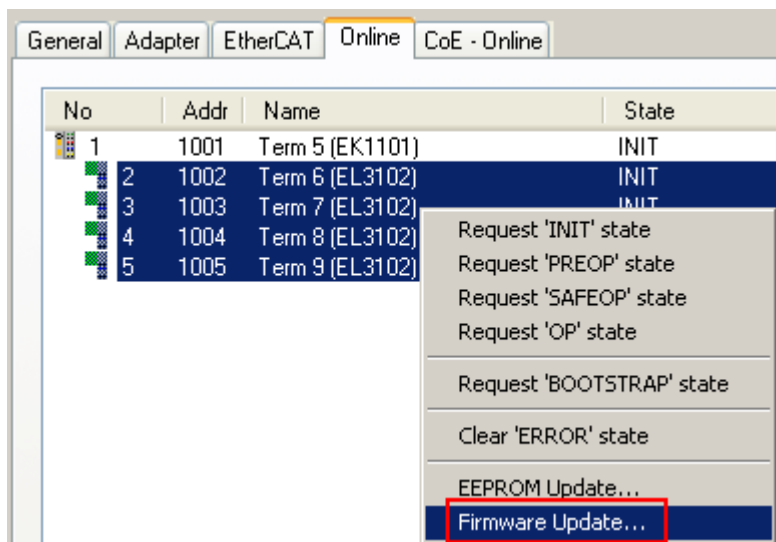 General Adapter EtherCAT Online CoE - Online
No Addr Name State
1 1001 Term 5 (EK1101) INIT
2 1002 Term 6 (EL3102) INIT
3 1003 Term 7 (EL3102) INIT
4 1004 Term 8 (EL3102)
5 1005 Term 9 (EL3102)
Request 'INIT' state
Request 'PREOP' state
Request 'SAFEOP' state
Request 'OP' state
Request 'BOOTSTRAP' state
Clear 'ERROR' state
EEPROM Update...
Firmware Update...